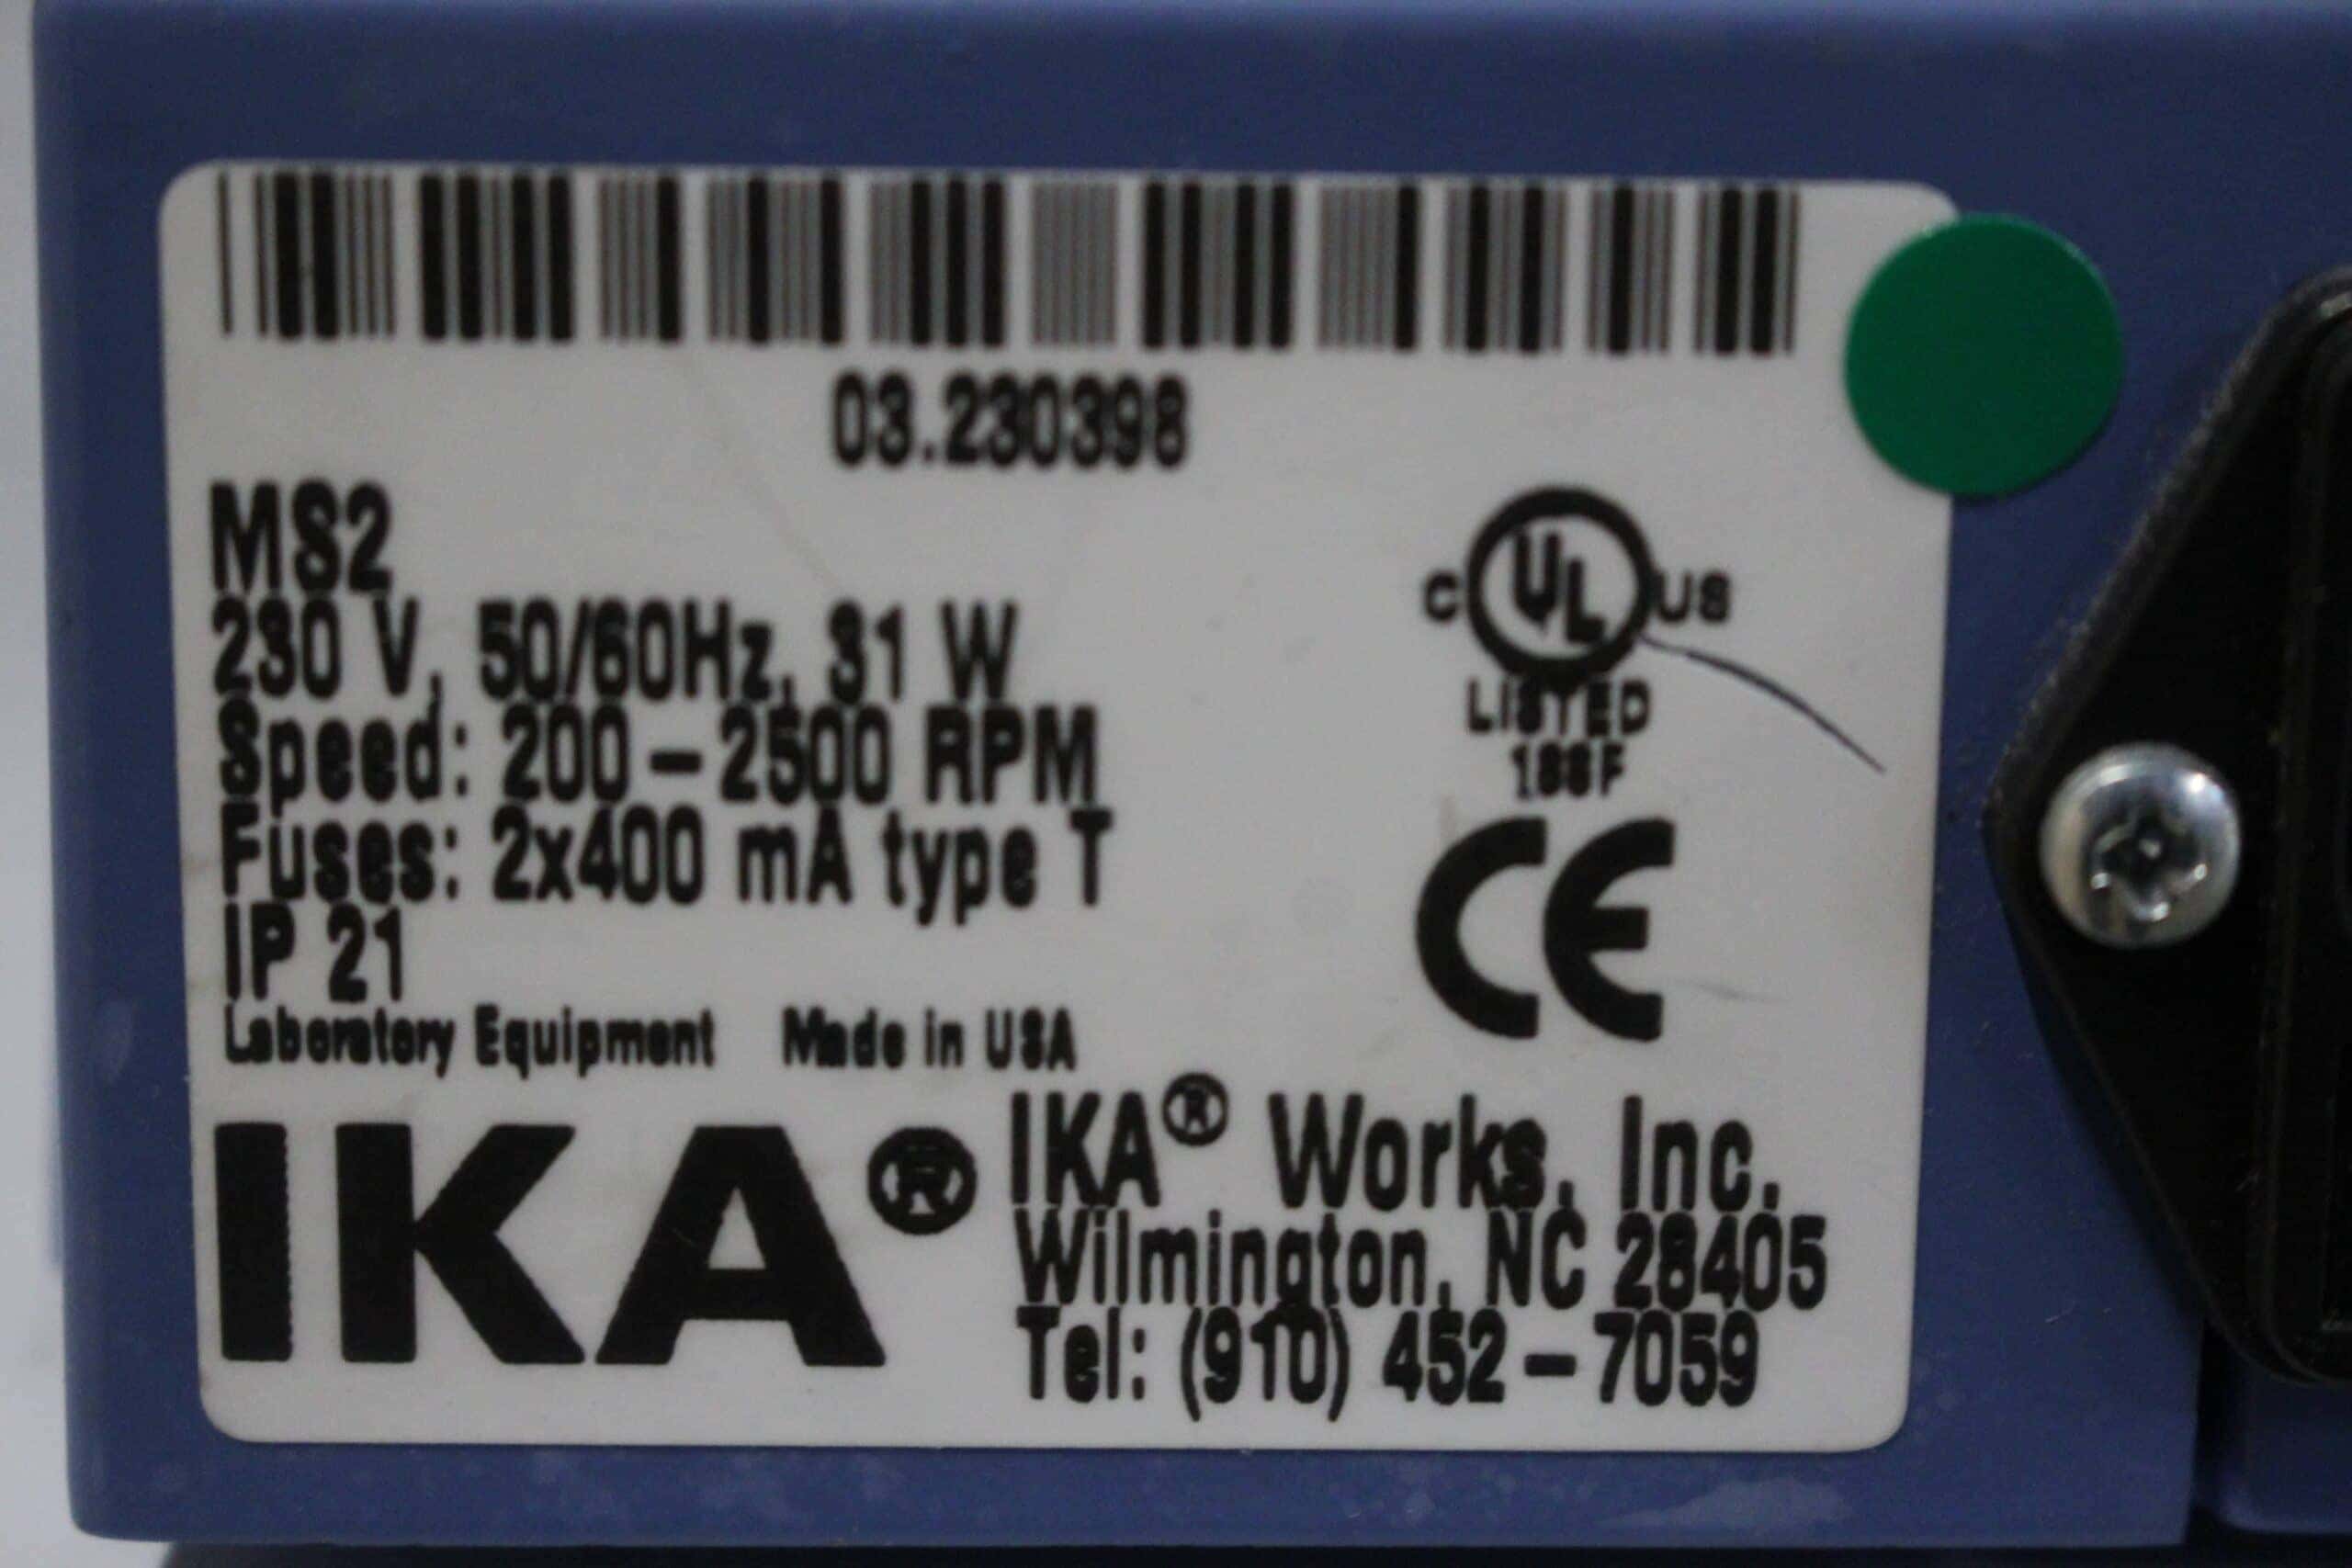 03.230398
MS2
230 V, 50/60Hz, 31 W
Speed: 200-2500 RPM
Fuses: 2x400 mA type T
IP 21
Laboratory Equipment Made in USA
C UL US
LISTED
CE
IKA®
IKA® Works, Inc.
Wilmington, NC 28405
Tel: (910) 452-7059